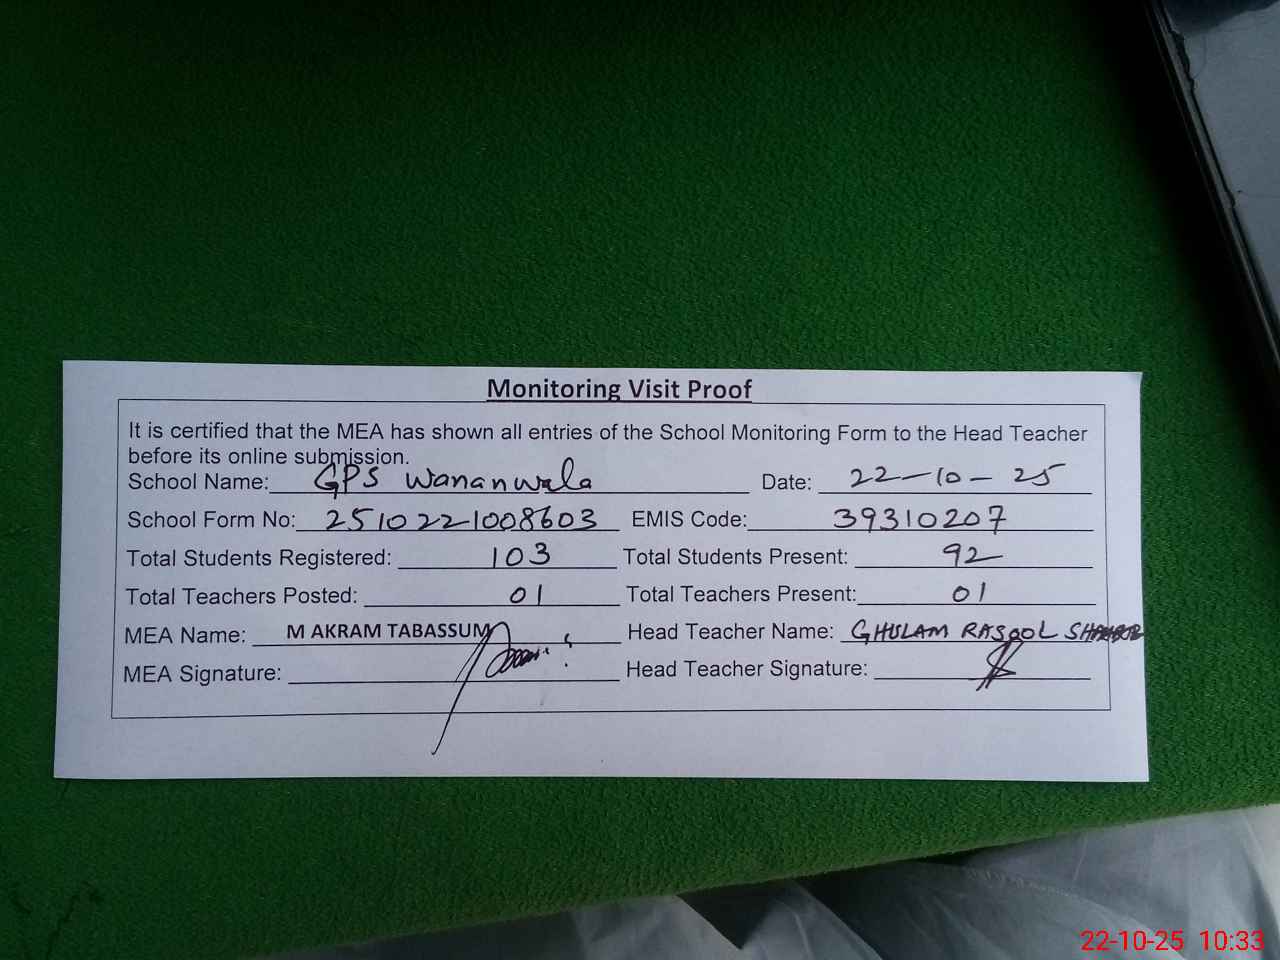 Monitoring Visit Proof
It is certified that the MEA has shown all entries of the School Monitoring Form to the Head Teacher
before its online submission.
School Name: GPS Wananwala Date: 22-10-25
School Form No: 2510221008603 EMIS Code: 39310207
Total Students Registered: 103 Total Students Present: 92
Total Teachers Posted: 01 Total Teachers Present: 01
MEA Name: M AKRAM TABASSUM Head Teacher Name: GHULAM RASOOL
MEA Signature: Head Teacher Signature:
22-10-25 10:33